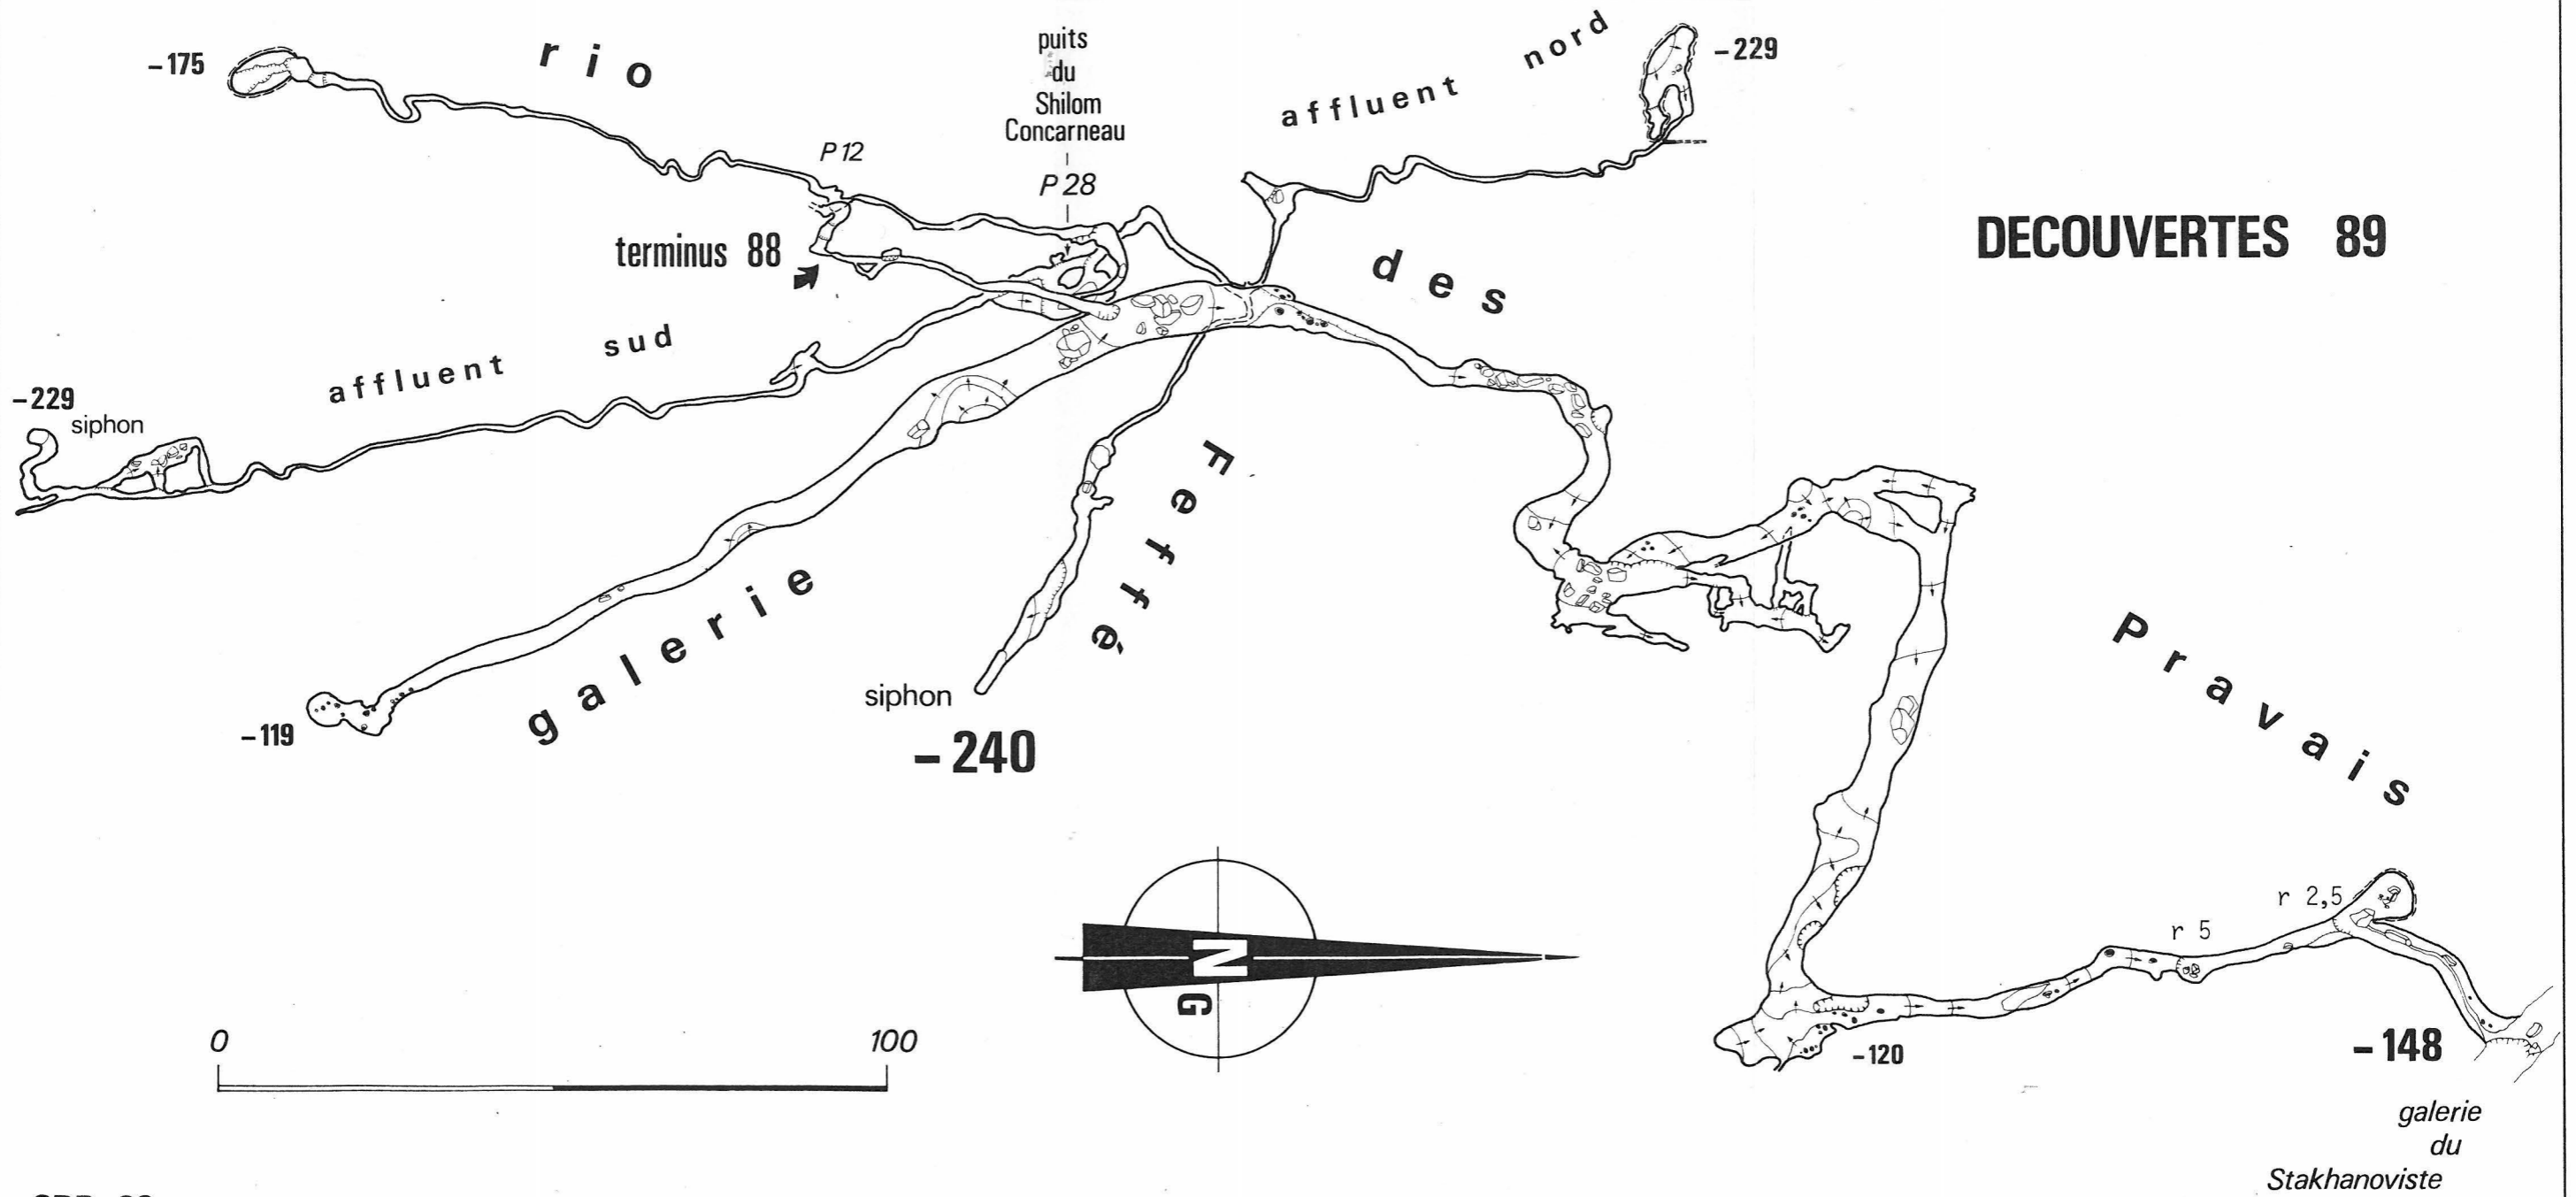 -175
rio
puits
du
Shilom
Concarneau
P 28
P 12
affluent nord
-229
terminus 88
des
DECOUVERTES 89
affluent sud
-229
siphon
Feffé
galerie
-119
siphon
-240
Pravais
N
G
0 100
r 2,5
r 5
-120
-148
galerie
du
Stakhanoviste